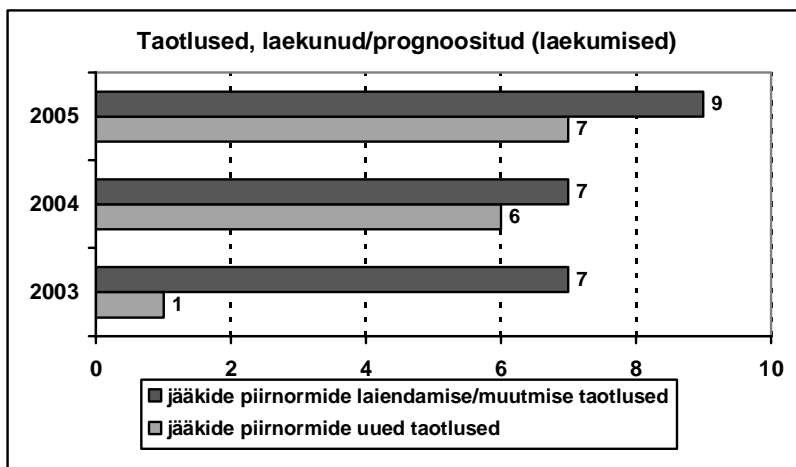 Taotlused, laekunud/prognoositud (laekumised)
2005
9
7
2004
7
6
2003
7
1
0 2 4 6 8 10
jääkide piirnormide laiendamise/muutmise taotlused
jääkide piirnormide uued taotlused